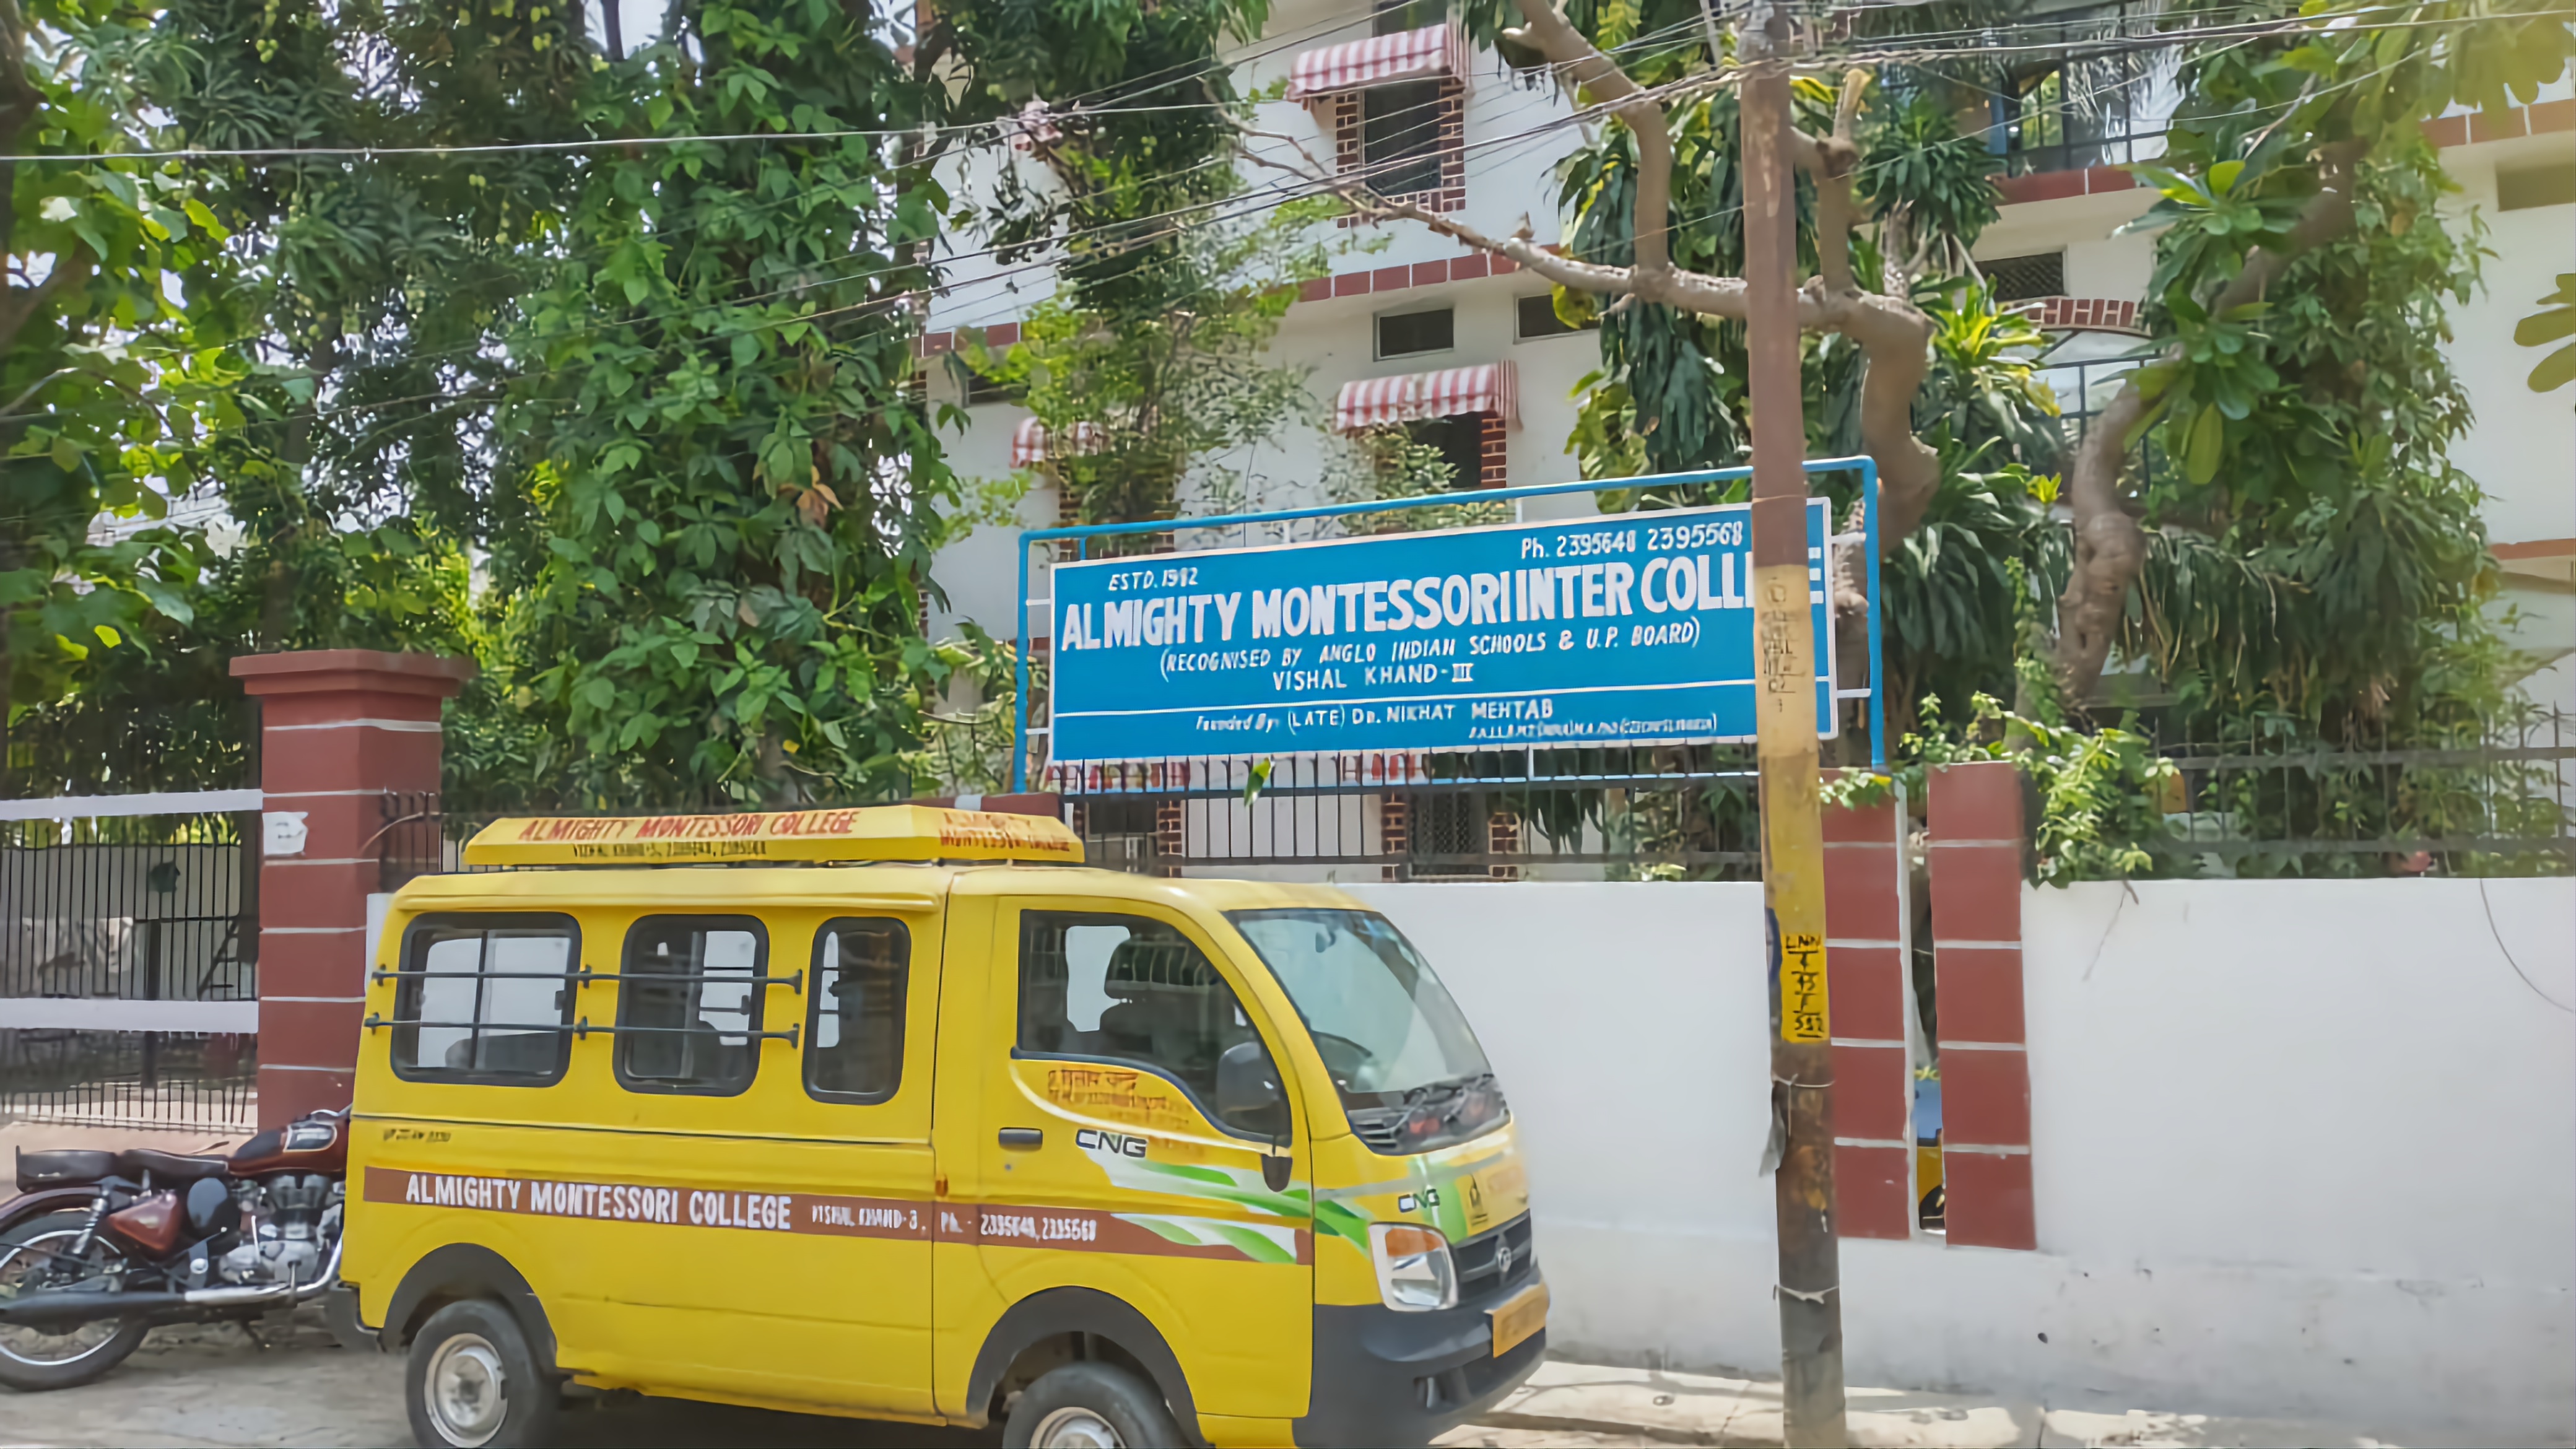 Ph. 2395648 2395568
ESTD. 1982
ALMIGHTY MONTESSORI INTER COLL E
(RECOGNISED BY ANGLO INDIAN SCHOOLS & U.P. BOARD)
VISHAL KHAND-III
Founded By: (LATE) DR. NIKHAT MEHTAB
ALMIGHTY MONTESSORI COLLEGE
ALMIGHTY
MONTESSORI COLLEGE
CNG
ALMIGHTY MONTESSORI COLLEGE VISHAL KHAND-3, Ph.- 2395648, 2395568
CNG